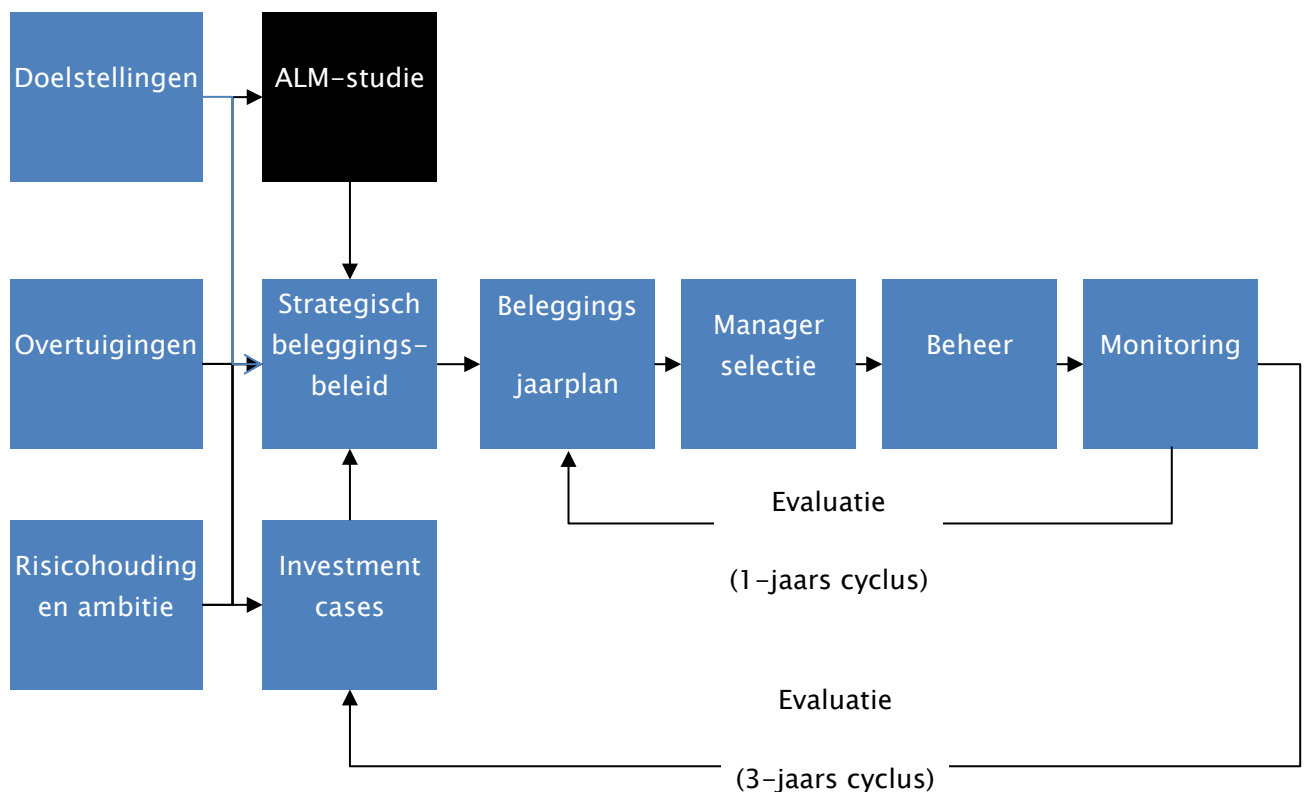 Doelstellingen
ALM-studie
Overtuigingen
Strategisch
beleggings-
beleid
Beleggings
jaarplan
Manager
selectie
Beheer
Monitoring
Evaluatie
(1-jaars cyclus)
Risicohouding
en ambitie
Investment
cases
Evaluatie
(3-jaars cyclus)